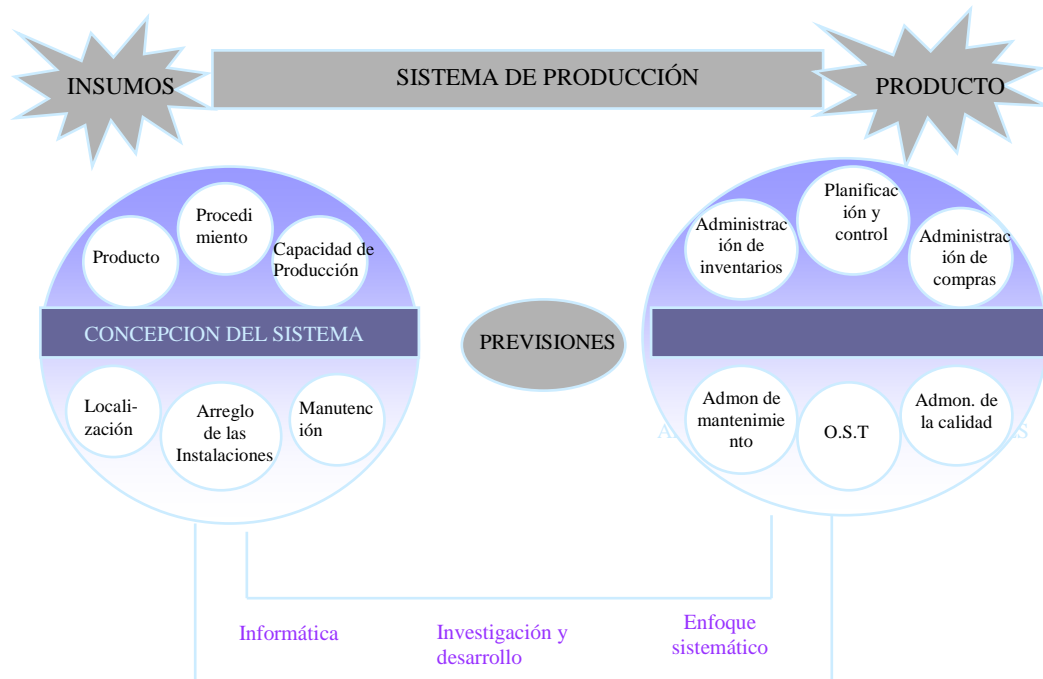 INSUMOS
SISTEMA DE PRODUCCIÓN
PRODUCTO
Producto
Procedi
miento
Capacidad de
Producción
CONCEPCION DEL SISTEMA
Locali-
zación
Arreglo
de las
Instalaciones
Manutenc
ión
PREVISIONES
Administrac
ión de
inventarios
Planificac
ión y
control
Administrac
ión de
compras
Admon de
mantenimie
nto
O.S.T
Admon. de
la calidad
Informática
Investigación y
desarrollo
Enfoque
sistemático